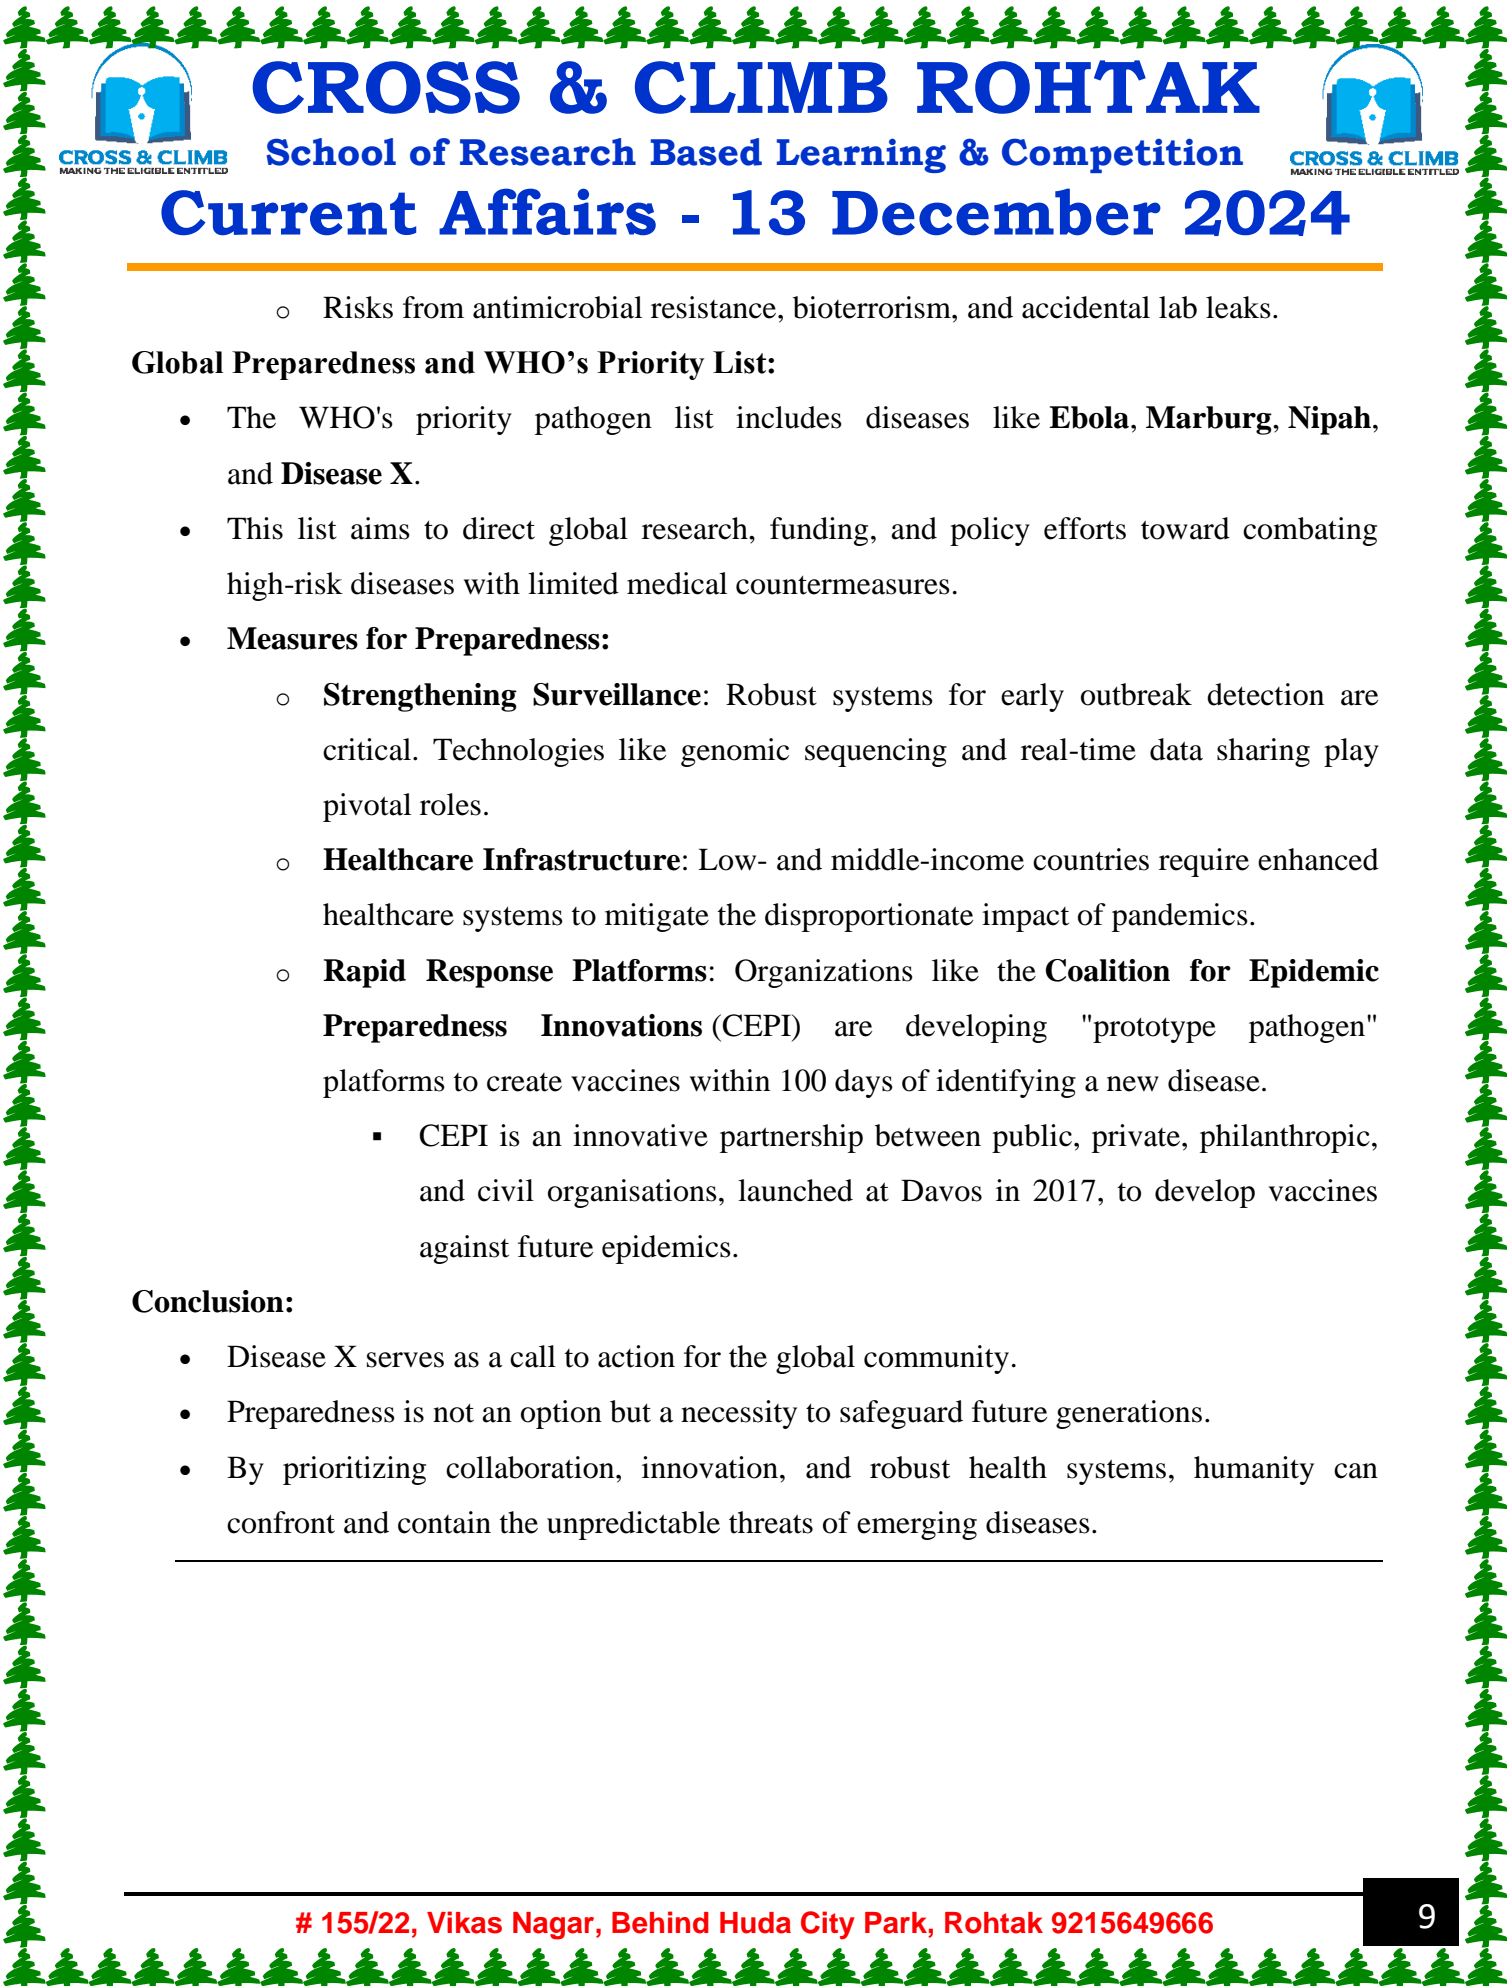 CROSS & CLIMB ROHTAK
School of Research Based Learning & Competition
CROSS & CLIMB
MAKING THE ELIGIBLE ENTITLED
CROSS & CLIMB
MAKING THE ELIGIBLE ENTITLED
Current Affairs - 13 December 2024
o Risks from antimicrobial resistance, bioterrorism, and accidental lab leaks.
Global Preparedness and WHO’s Priority List:
• The WHO's priority pathogen list includes diseases like Ebola, Marburg, Nipah,
and Disease X.
• This list aims to direct global research, funding, and policy efforts toward combating
high-risk diseases with limited medical countermeasures.
• Measures for Preparedness:
o Strengthening Surveillance: Robust systems for early outbreak detection are
critical. Technologies like genomic sequencing and real-time data sharing play
pivotal roles.
o Healthcare Infrastructure: Low- and middle-income countries require enhanced
healthcare systems to mitigate the disproportionate impact of pandemics.
o Rapid Response Platforms: Organizations like the Coalition for Epidemic
Preparedness Innovations (CEPI) are developing "prototype pathogen"
platforms to create vaccines within 100 days of identifying a new disease.
▪ CEPI is an innovative partnership between public, private, philanthropic,
and civil organisations, launched at Davos in 2017, to develop vaccines
against future epidemics.
Conclusion:
• Disease X serves as a call to action for the global community.
• Preparedness is not an option but a necessity to safeguard future generations.
• By prioritizing collaboration, innovation, and robust health systems, humanity can
confront and contain the unpredictable threats of emerging diseases.
# 155/22, Vikas Nagar, Behind Huda City Park, Rohtak 9215649666
9